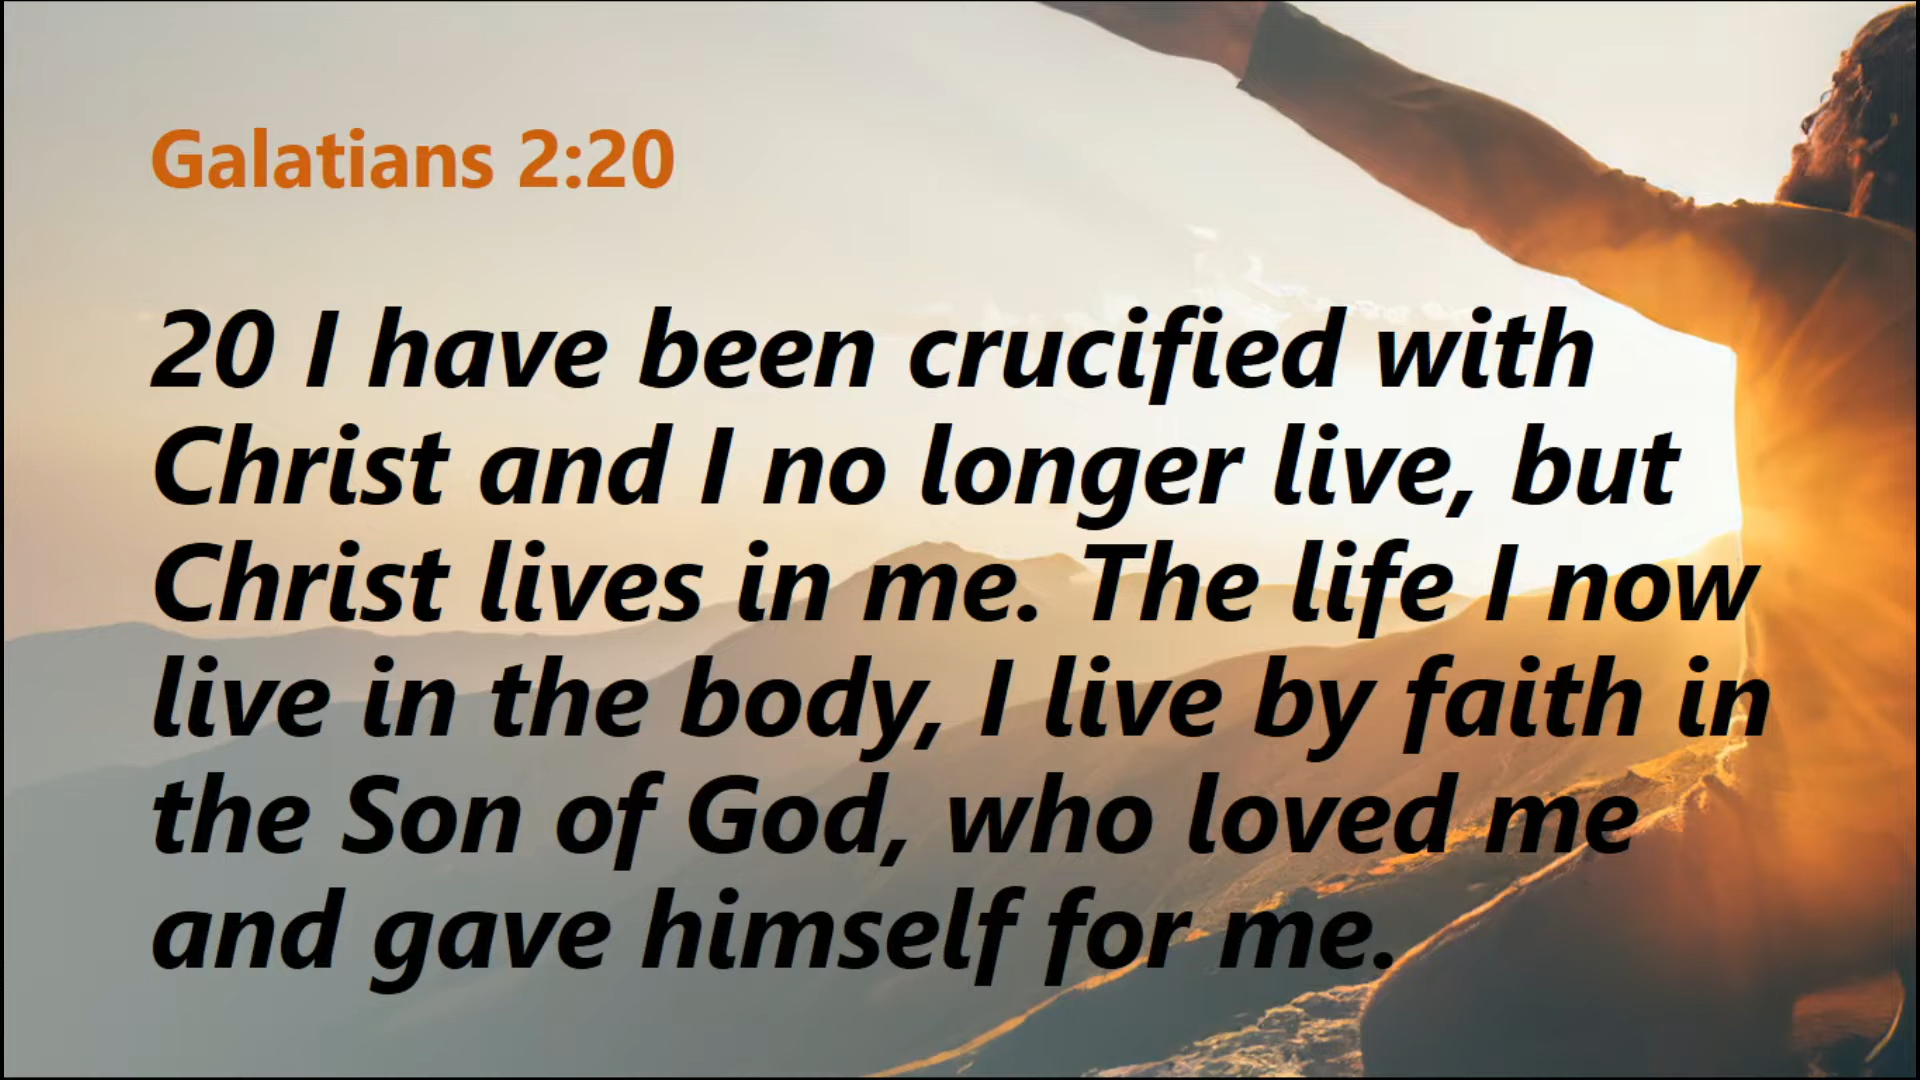 Galatians 2:20
20 I have been crucified with
Christ and I no longer live, but
Christ lives in me. The life I now
live in the body, I live by faith in
the Son of God, who loved me
and gave himself for me.